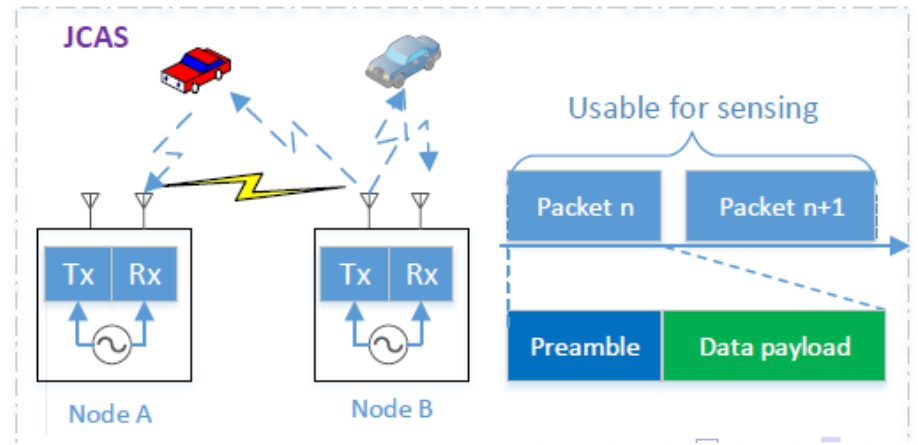 JCAS
Usable for sensing
Packet n
Packet n+1
Tx Rx
Tx Rx
Preamble
Data payload
Node A
Node B